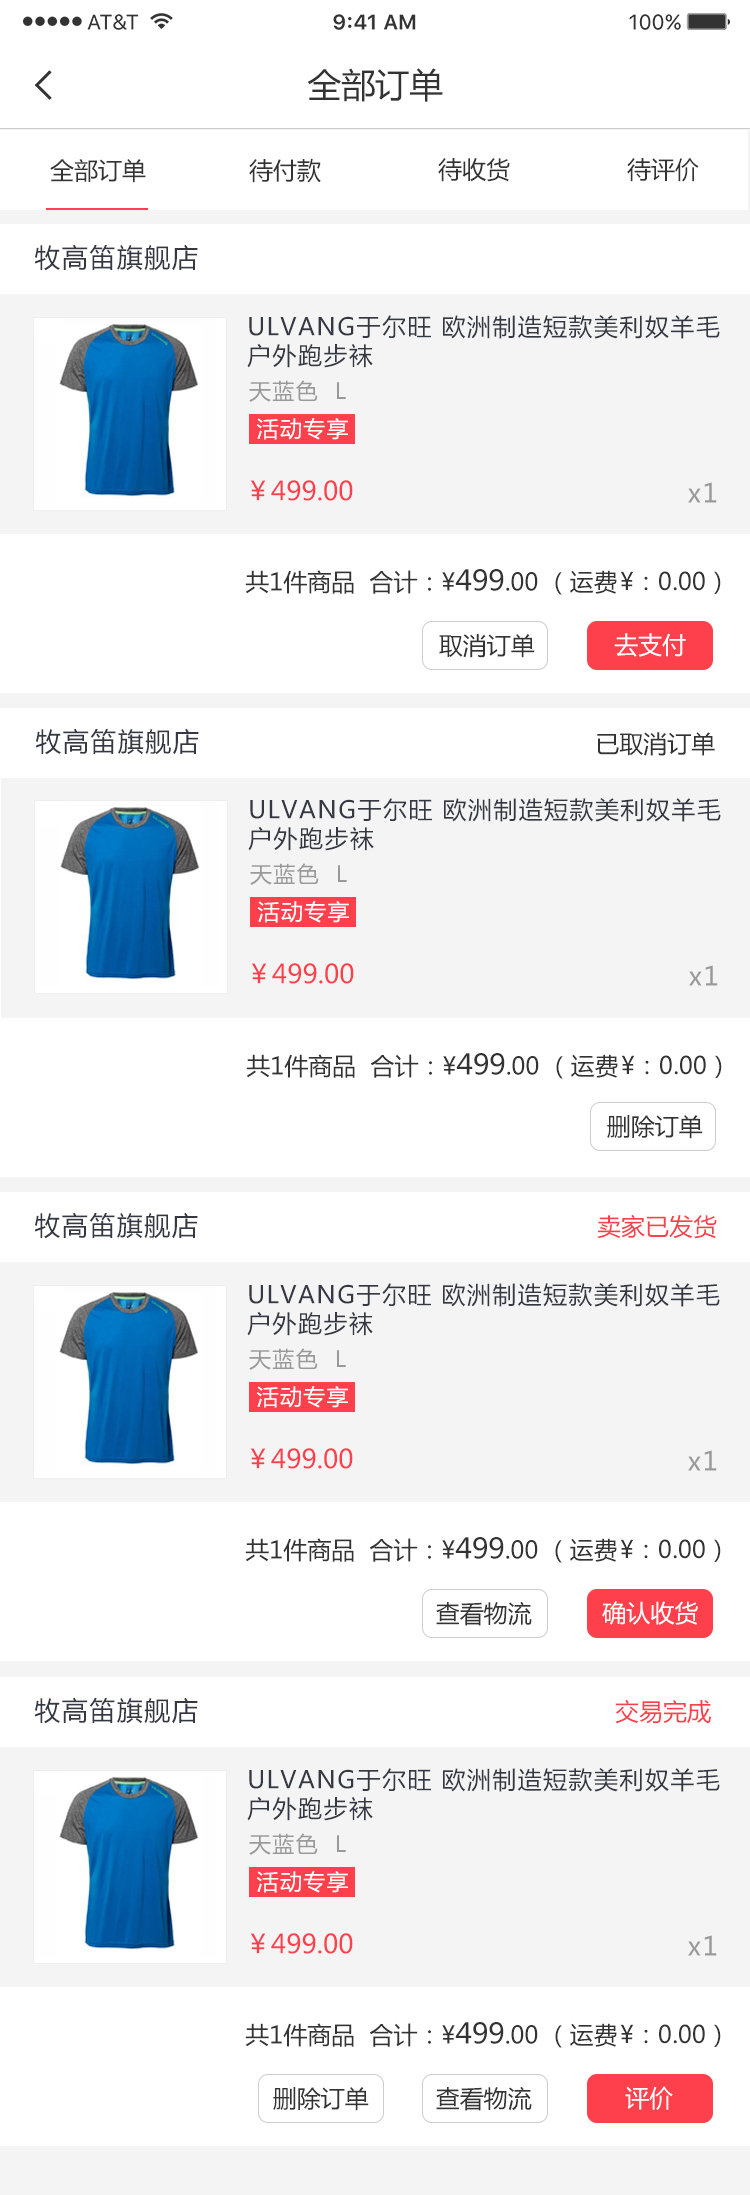 AT&T 9:41 AM 100%
全部订单
全部订单 待付款 待收货 待评价
牧高笛旗舰店
ULVANG于尔旺 欧洲制造短款美利奴羊毛
户外跑步袜
天蓝色 L
活动专享
¥499.00 x1
共1件商品 合计：¥499.00（运费¥：0.00）
取消订单 去支付
牧高笛旗舰店 已取消订单
ULVANG于尔旺 欧洲制造短款美利奴羊毛
户外跑步袜
天蓝色 L
活动专享
¥499.00 x1
共1件商品 合计：¥499.00（运费¥：0.00）
删除订单
牧高笛旗舰店 卖家已发货
ULVANG于尔旺 欧洲制造短款美利奴羊毛
户外跑步袜
天蓝色 L
活动专享
¥499.00 x1
共1件商品 合计：¥499.00（运费¥：0.00）
查看物流 确认收货
牧高笛旗舰店 交易完成
ULVANG于尔旺 欧洲制造短款美利奴羊毛
户外跑步袜
天蓝色 L
活动专享
¥499.00 x1
共1件商品 合计：¥499.00（运费¥：0.00）
删除订单 查看物流 评价